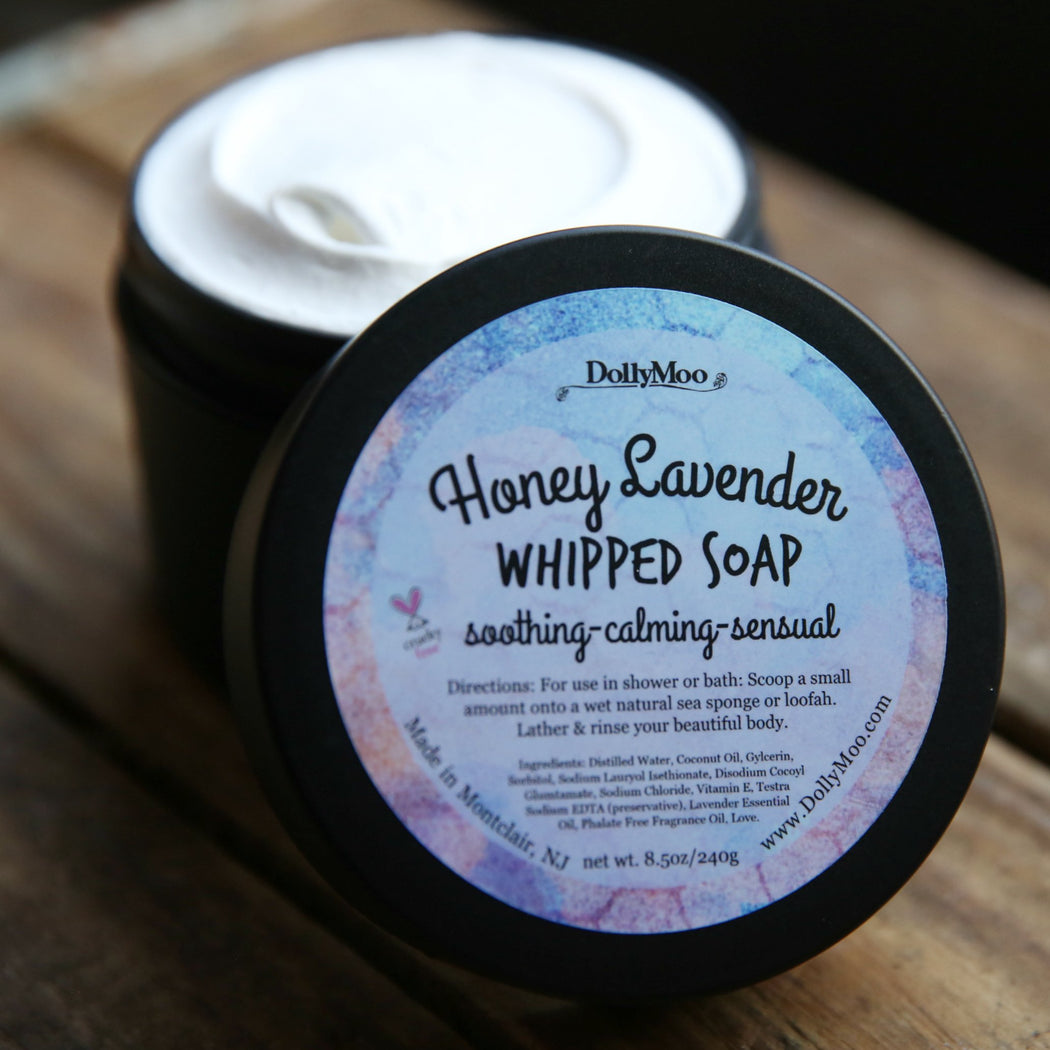 DollyMoo
Honey Lavender
WHIPPED SOAP
soothing-calming-sensual
cruelty
free
Directions: For use in shower or bath: Scoop a small
amount onto a wet natural sea sponge or loofah.
Lather & rinse your beautiful body.
Ingredients: Distilled Water, Coconut Oil, Gylcerin,
Sorbitol, Sodium Lauryol Isethionate, Disodium Cocoyl
Glumtamate, Sodium Chloride, Vitamin E, Testra
Sodium EDTA (preservative), Lavender Essential
Oil, Phalate Free Fragrance Oil, Love.
Made in Montclair, NJ
net wt. 8.5oz/240g
www.DollyMoo.com